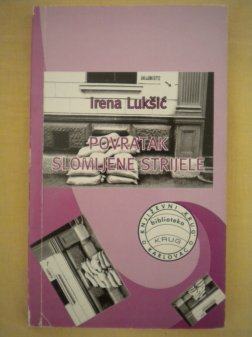 Irena Lukšić
POVRATAK
SLOMLJENE STRIJELE
KNJIŽEVNI KRUG
biblioteka
KRUG
KARLOVAC